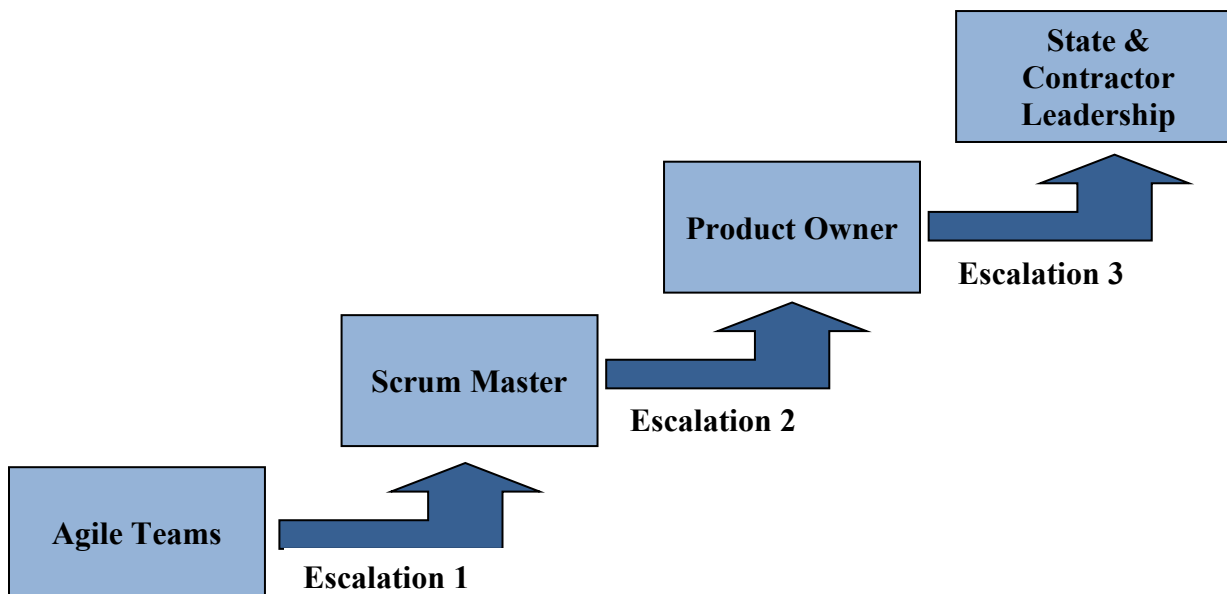 State &
Contractor
Leadership
Product Owner
Escalation 3
Scrum Master
Escalation 2
Agile Teams
Escalation 1